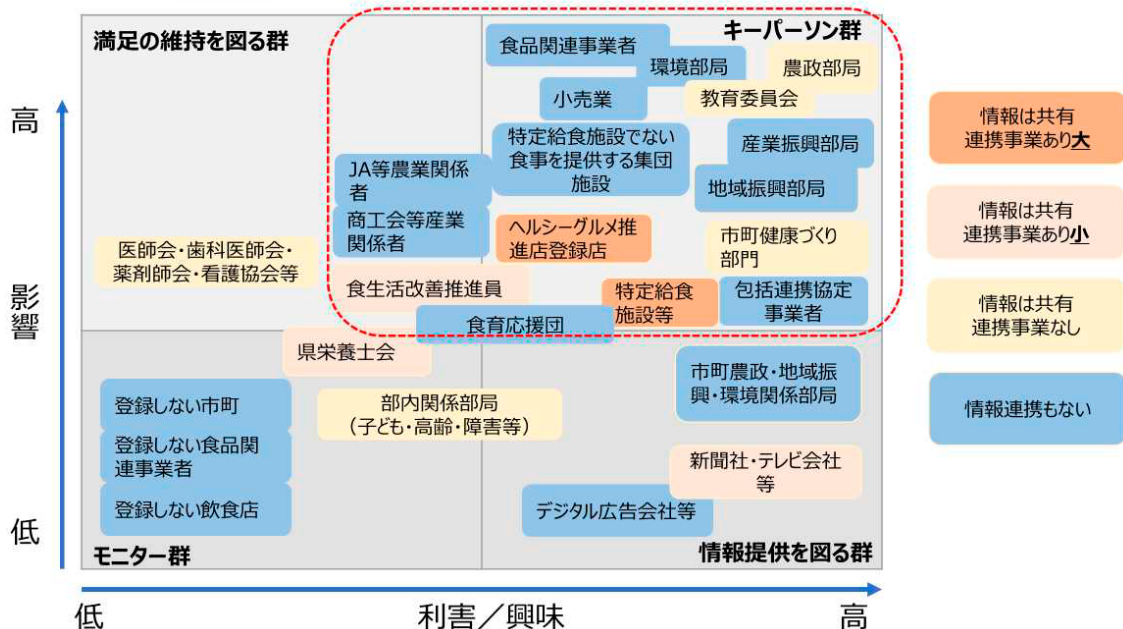 満足の維持を図る群
キーパーソン群
食品関連事業者
環境部局
農政部局
小売業
教育委員会
特定給食施設でない
食事を提供する集団
施設
産業振興部局
JA等農業関係
者
地域振興部局
商工会等産業
関係者
ヘルシーグルメ推
進店登録店
市町健康づくり
部門
医師会・歯科医師会・
薬剤師会・看護協会等
食生活改善推進員
特定給食
施設等
包括連携協定
事業者
食育応援団
県栄養士会
市町農政・地域振
興・環境関係部局
登録しない市町
部内関係部局
(子ども・高齢・障害等)
登録しない食品関
連事業者
新聞社・テレビ会社
等
登録しない飲食店
デジタル広告会社等
モニター群
情報提供を図る群
高
影響
低
低
利害／興味
高
情報は共有
連携事業あり大
情報は共有
連携事業あり小
情報は共有
連携事業なし
情報連携もない